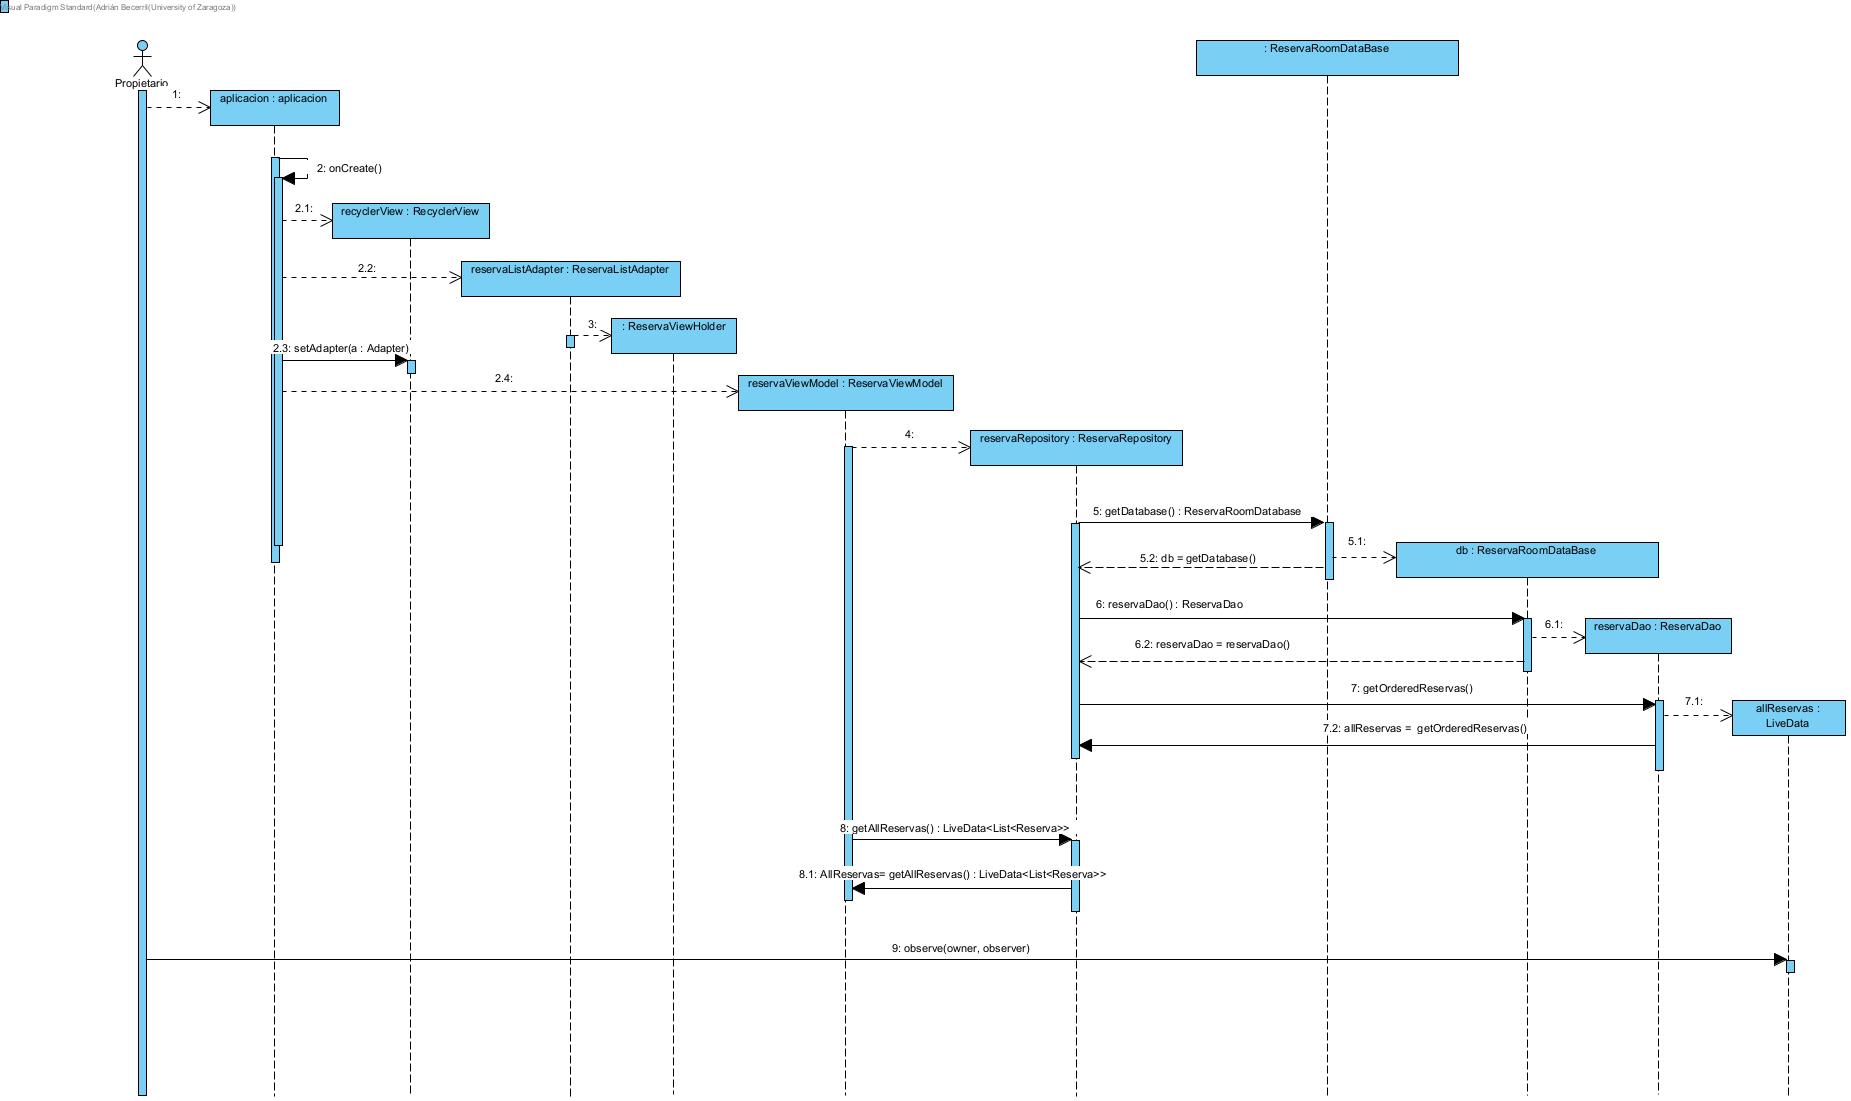 Visual Paradigm Standard(Adrián Becerril(University of Zaragoza))
: ReservaRoomDataBase
Propietario
1:
aplicacion : aplicacion
2: onCreate()
2.1:
recyclerView : RecyclerView
2.2:
reservaListAdapter : ReservaListAdapter
3:
: ReservaViewHolder
2.3: setAdapter(a : Adapter)
2.4:
reservaViewModel : ReservaViewModel
4:
reservaRepository : ReservaRepository
5: getDatabase() : ReservaRoomDatabase
5.1:
db : ReservaRoomDataBase
5.2: db = getDatabase()
6: reservaDao() : ReservaDao
6.1:
reservaDao : ReservaDao
6.2: reservaDao = reservaDao()
7: getOrderedReservas()
7.1:
allReservas :
LiveData
7.2: allReservas = getOrderedReservas()
8: getAllReservas() : LiveData<List<Reserva>>
8.1: AllReservas= getAllReservas() : LiveData<List<Reserva>>
9: observe(owner, observer)